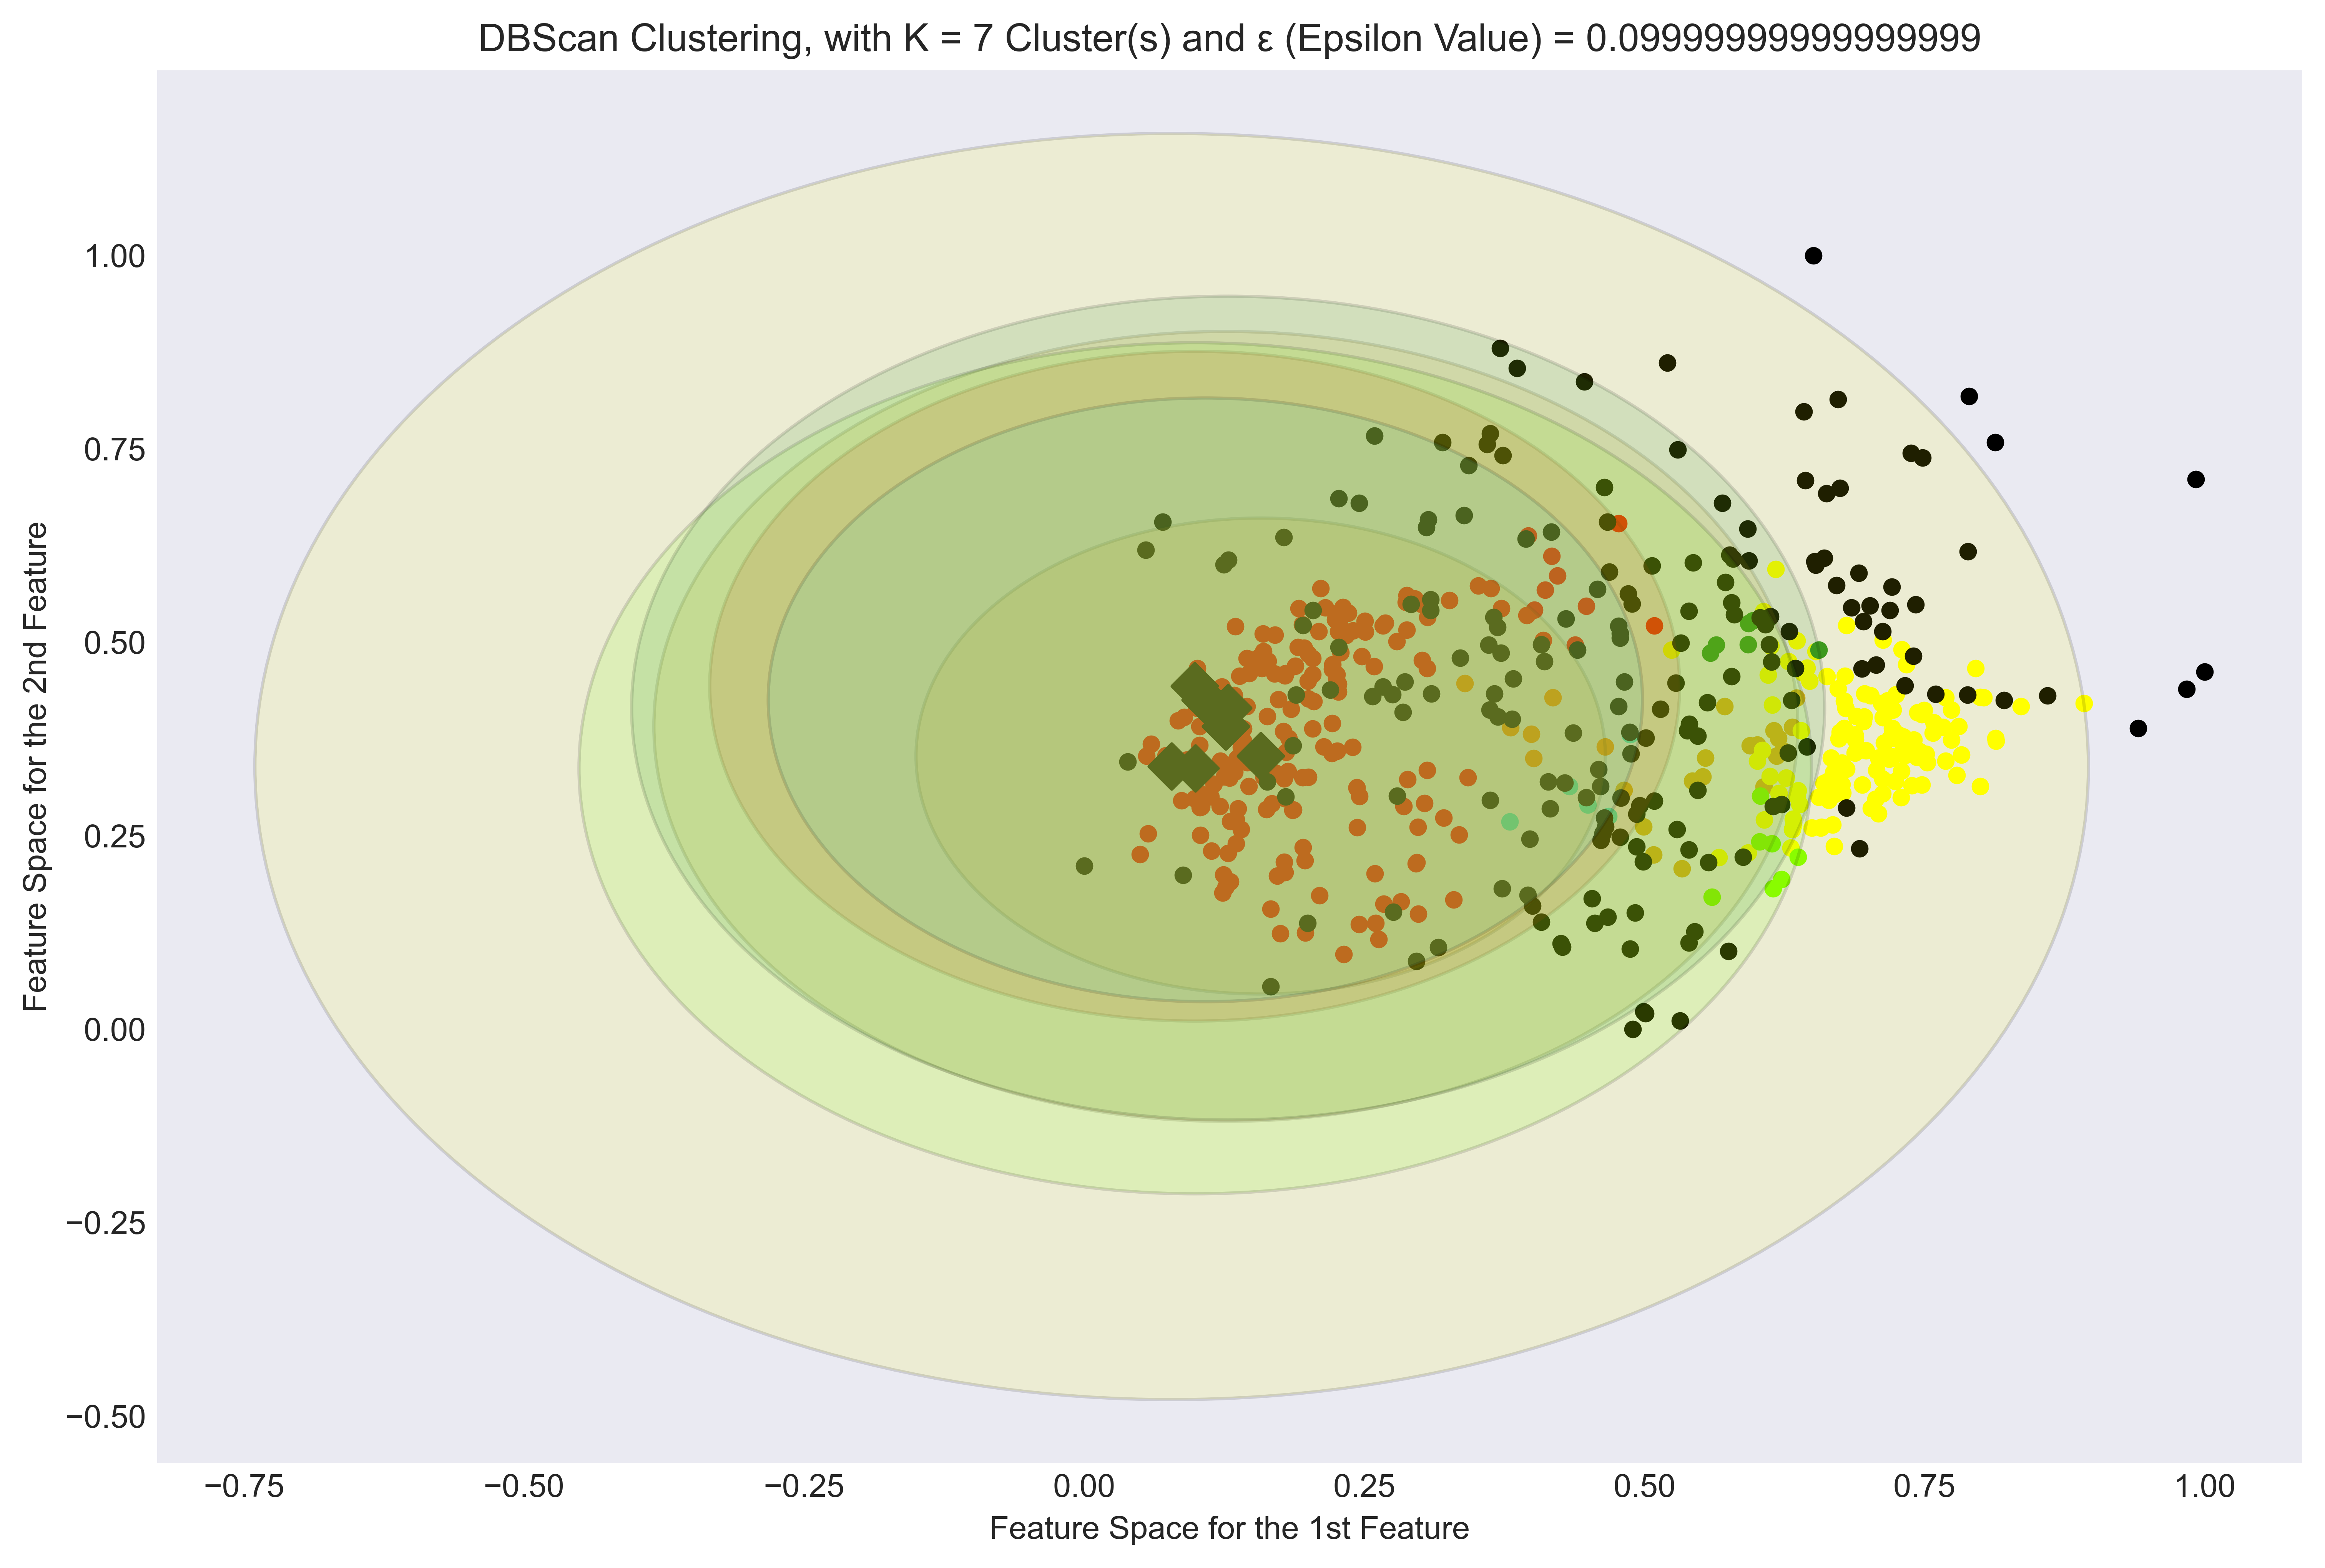 DBScan Clustering, with K = 7 Cluster(s) and ε (Epsilon Value) = 0.09999999999999999
1.00
0.75
0.50
0.25
0.00
−0.25
−0.50
Feature Space for the 2nd Feature
−0.75 −0.50 −0.25 0.00 0.25 0.50 0.75 1.00
Feature Space for the 1st Feature